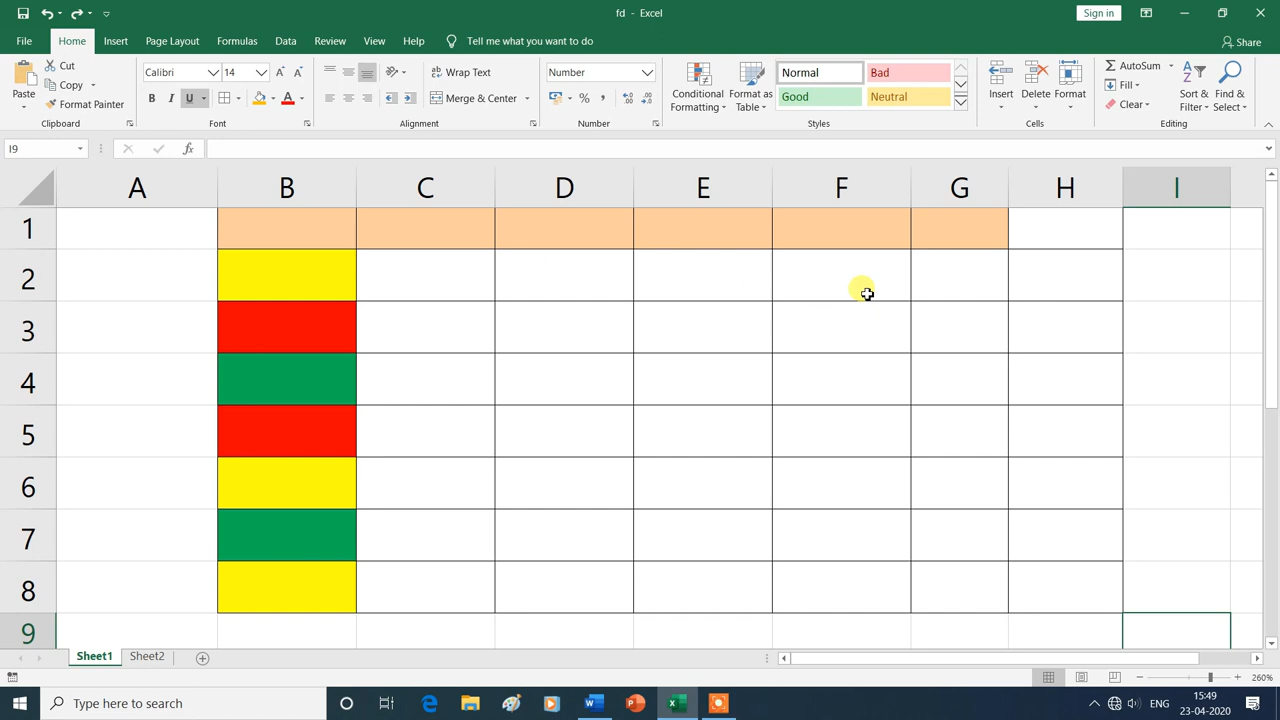 fd - Excel
Sign in
File Home Insert Page Layout Formulas Data Review View Help Tell me what you want to do
Share
Paste
Cut
Copy
Format Painter
Clipboard
Calibri 14
A A
B I U
A
Font
Wrap Text
Merge & Center
Alignment
Number
% ,
Number
Conditional Formatting
Format as Table
Normal Bad
Good Neutral
Styles
Insert Delete Format
Cells
AutoSum
Fill
Clear
Sort & Filter
Find & Select
Editing
I9
fx
A B C D E F G H I
1
2
3
4
5
6
7
8
9
Sheet1 Sheet2
260%
Type here to search
ENG
15:49
23-04-2020